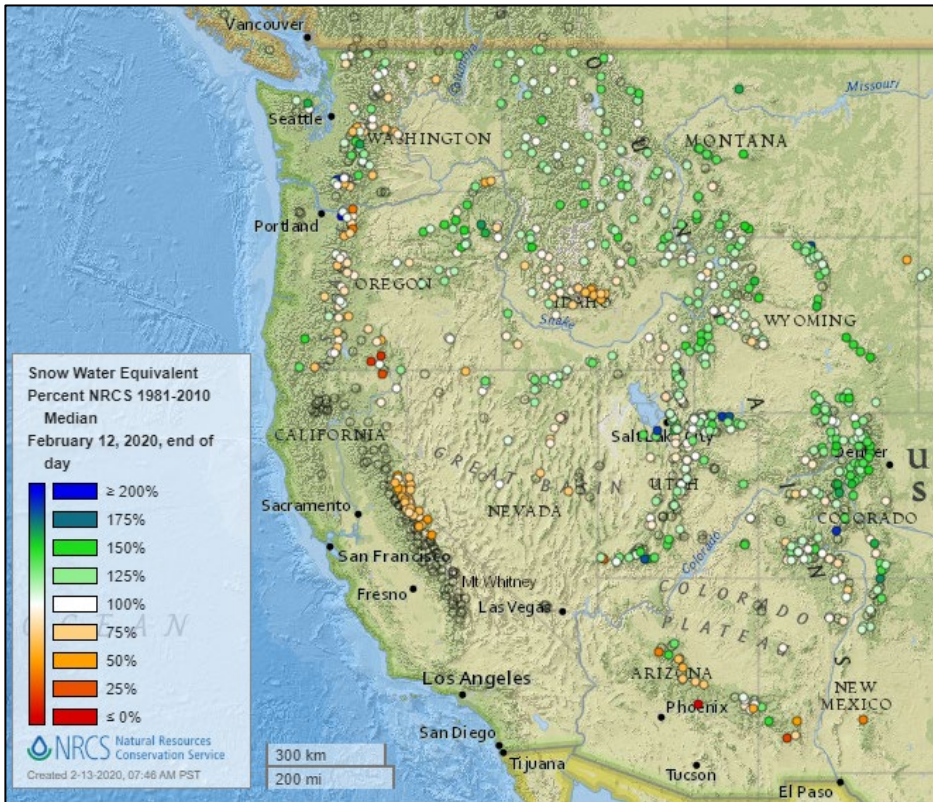 Vancouver
Columbia
O
Missouri
Seattle
WASHINGTON
U
MONTANA
Portland
N
OREGON
IDAHO
WYOMING
Snake
Snow Water Equivalent
Percent NRCS 1981-2010
Median
February 12, 2020, end of
day
≥ 200%
175%
150%
125%
100%
75%
50%
25%
≤ 0%
NRCS Natural Resources
Conservation Service
Created 2-13-2020, 07:46 AM PST
A
CALIFORNIA
Salt Lake City
GREAT BASIN
Denver
U
S
I
UTAH
Sacramento
NEVADA
COLORADO
San Francisco
Colorado
N
Mt Whitney
Fresno
Las Vegas
COLORADO
PLATEAU
OCEAN
S
Los Angeles
ARIZONA
NEW
MEXICO
Phoenix
San Diego
Tijuana
300 km
200 mi
Tucson
El Paso